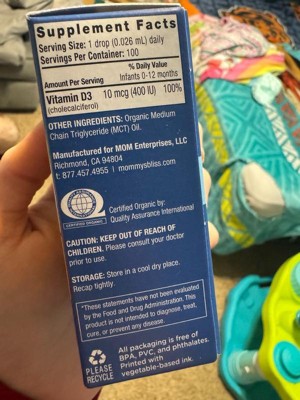 Supplement Facts
Serving Size: 1 drop (0.026 mL) daily
Servings Per Container: 100
% Daily Value
Amount Per Serving Infants 0-12 months
Vitamin D3 10 mcg (400 IU) 100%
(cholecalciferol)
OTHER INGREDIENTS: Organic Medium
Chain Triglyceride (MCT) Oil.
Manufactured for MOM Enterprises, LLC
Richmond, CA 94804
t: 877.457.4955 | mommysbliss.com
Certified Organic by:
Quality Assurance International
CERTIFIED ORGANIC
CAUTION: KEEP OUT OF REACH OF
CHILDREN. Please consult your doctor
prior to use.
STORAGE: Store in a cool dry place.
Recap tightly.
*These statements have not been evaluated
by the Food and Drug Administration. This
product is not intended to diagnose, treat,
cure, or prevent any disease.
PLEASE
RECYCLE
All packaging is free of
BPA, PVC, and phthalates.
Printed with
vegetable-based ink.